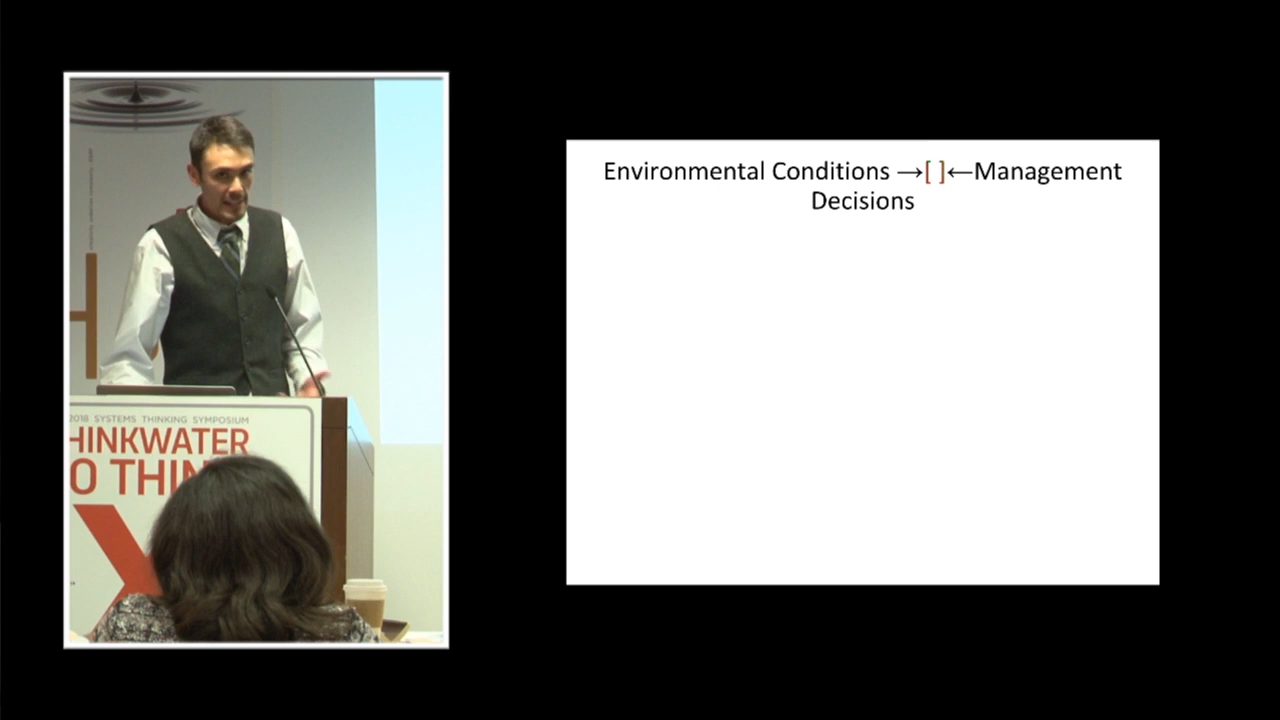 2018 SYSTEMS THINKING SYMPOSIUM
HINKWATER
O THIN
X
Environmental Conditions →[ ]←Management
Decisions